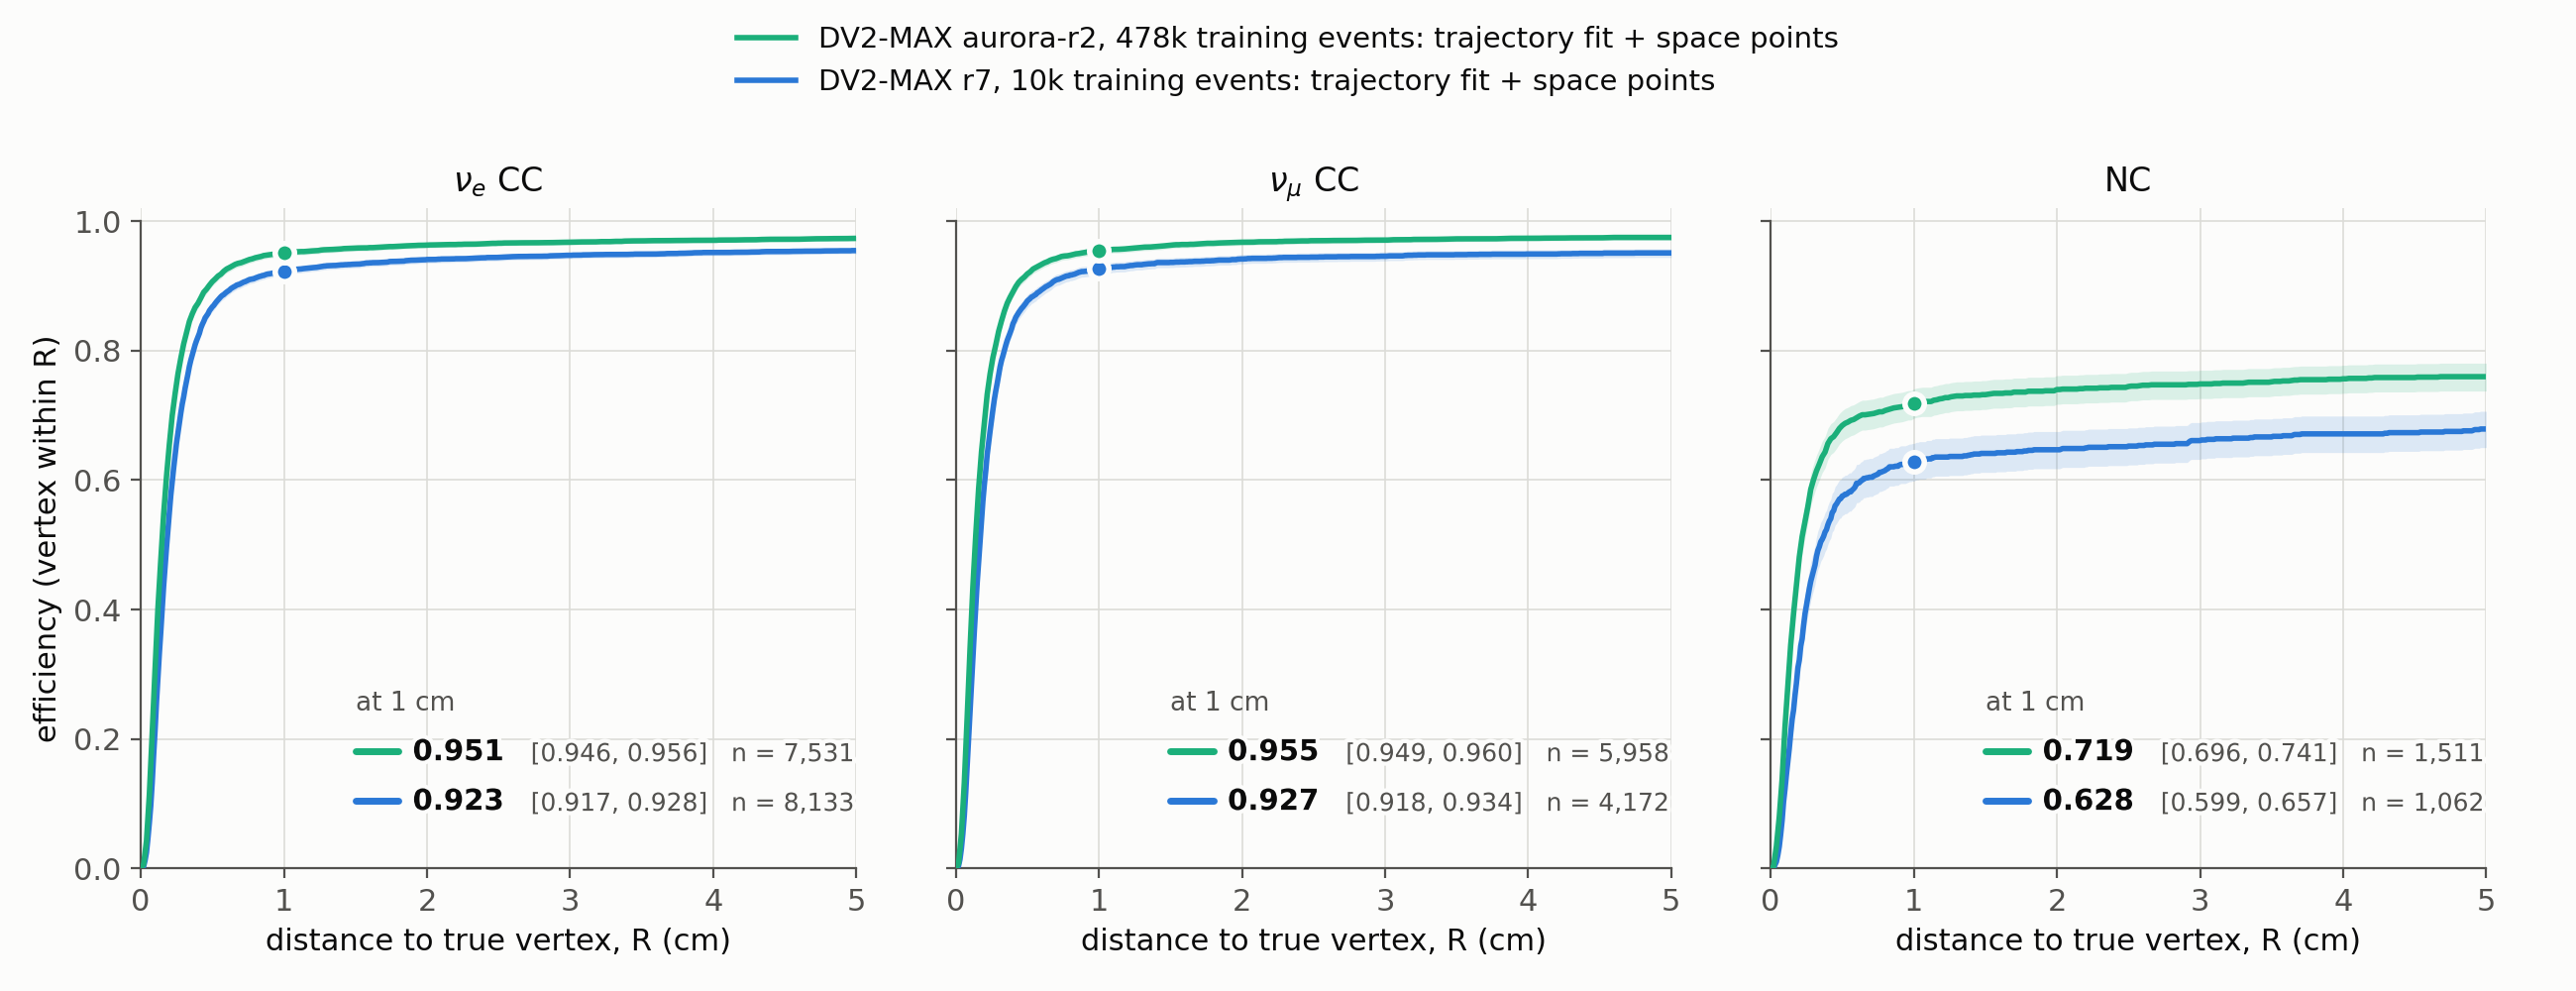 DV2-MAX aurora-r2, 478k training events: trajectory fit + space points
DV2-MAX r7, 10k training events: trajectory fit + space points
νe CC
νμ CC
NC
efficiency (vertex within R)
1.0
0.8
0.6
0.4
0.2
0.0
at 1 cm
0.951 [0.946, 0.956] n = 7,531
0.923 [0.917, 0.928] n = 8,133
0 1 2 3 4 5
distance to true vertex, R (cm)
at 1 cm
0.955 [0.949, 0.960] n = 5,958
0.927 [0.918, 0.934] n = 4,172
0 1 2 3 4 5
distance to true vertex, R (cm)
at 1 cm
0.719 [0.696, 0.741] n = 1,511
0.628 [0.599, 0.657] n = 1,062
0 1 2 3 4 5
distance to true vertex, R (cm)